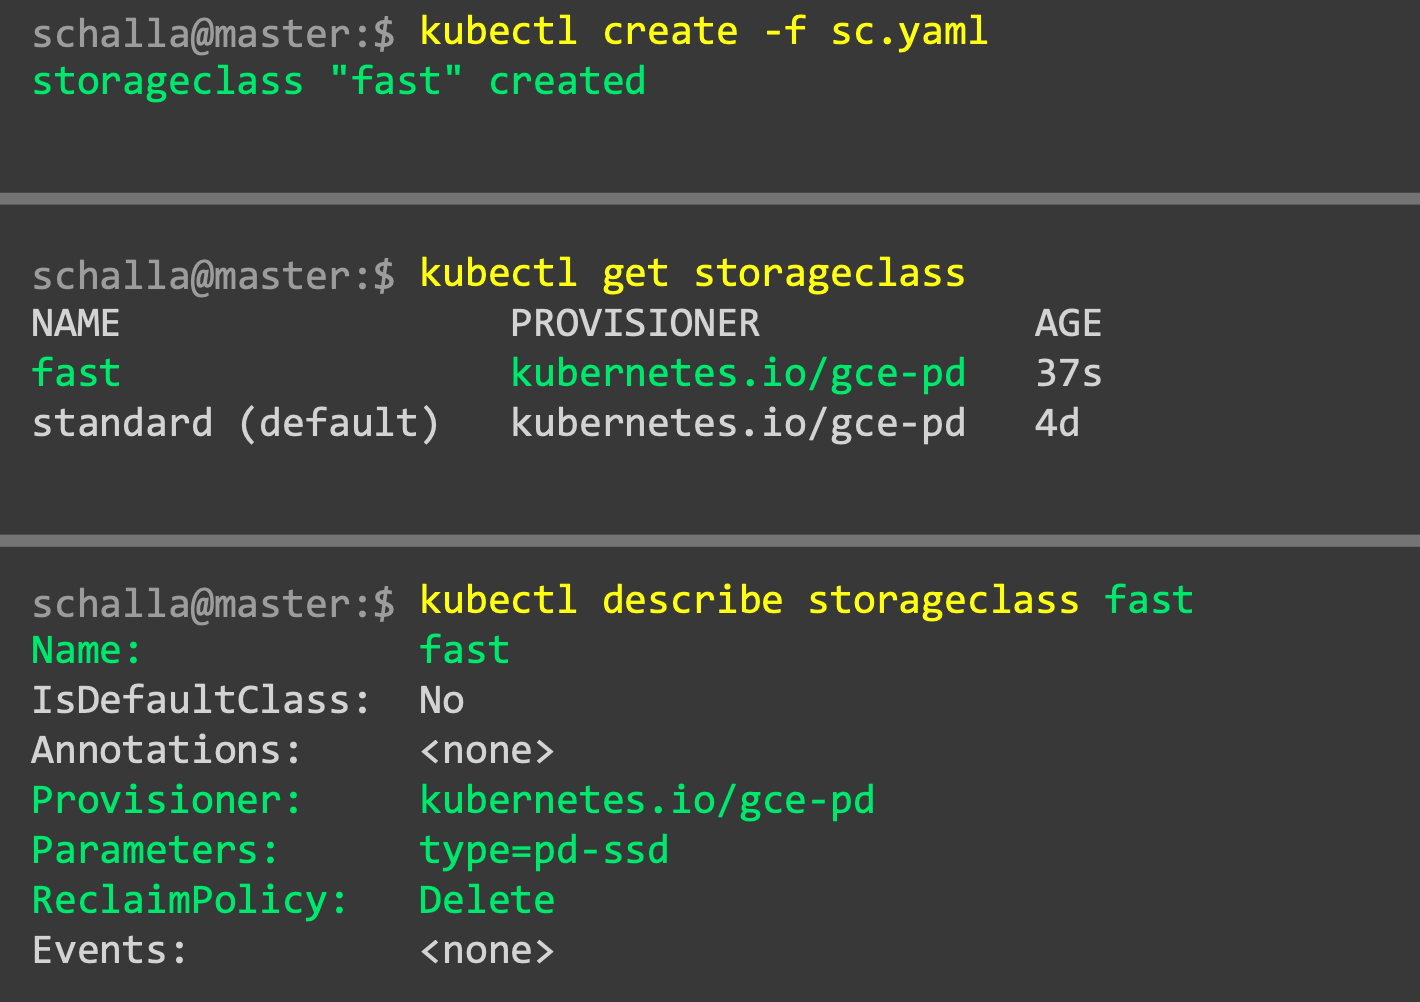 schalla@master:$ kubectl create -f sc.yaml
storageclass "fast" created
schalla@master:$ kubectl get storageclass
NAME PROVISIONER AGE
fast kubernetes.io/gce-pd 37s
standard (default) kubernetes.io/gce-pd 4d
schalla@master:$ kubectl describe storageclass fast
Name: fast
IsDefaultClass: No
Annotations: <none>
Provisioner: kubernetes.io/gce-pd
Parameters: type=pd-ssd
ReclaimPolicy: Delete
Events: <none>